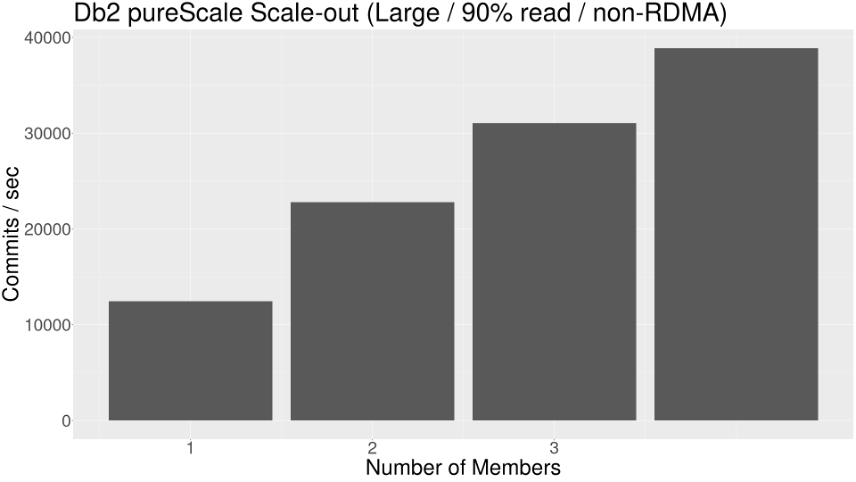 Db2 pureScale Scale-out (Large / 90% read / non-RDMA)
Commits / sec
40000
30000
20000
10000
0
1 2 3
Number of Members